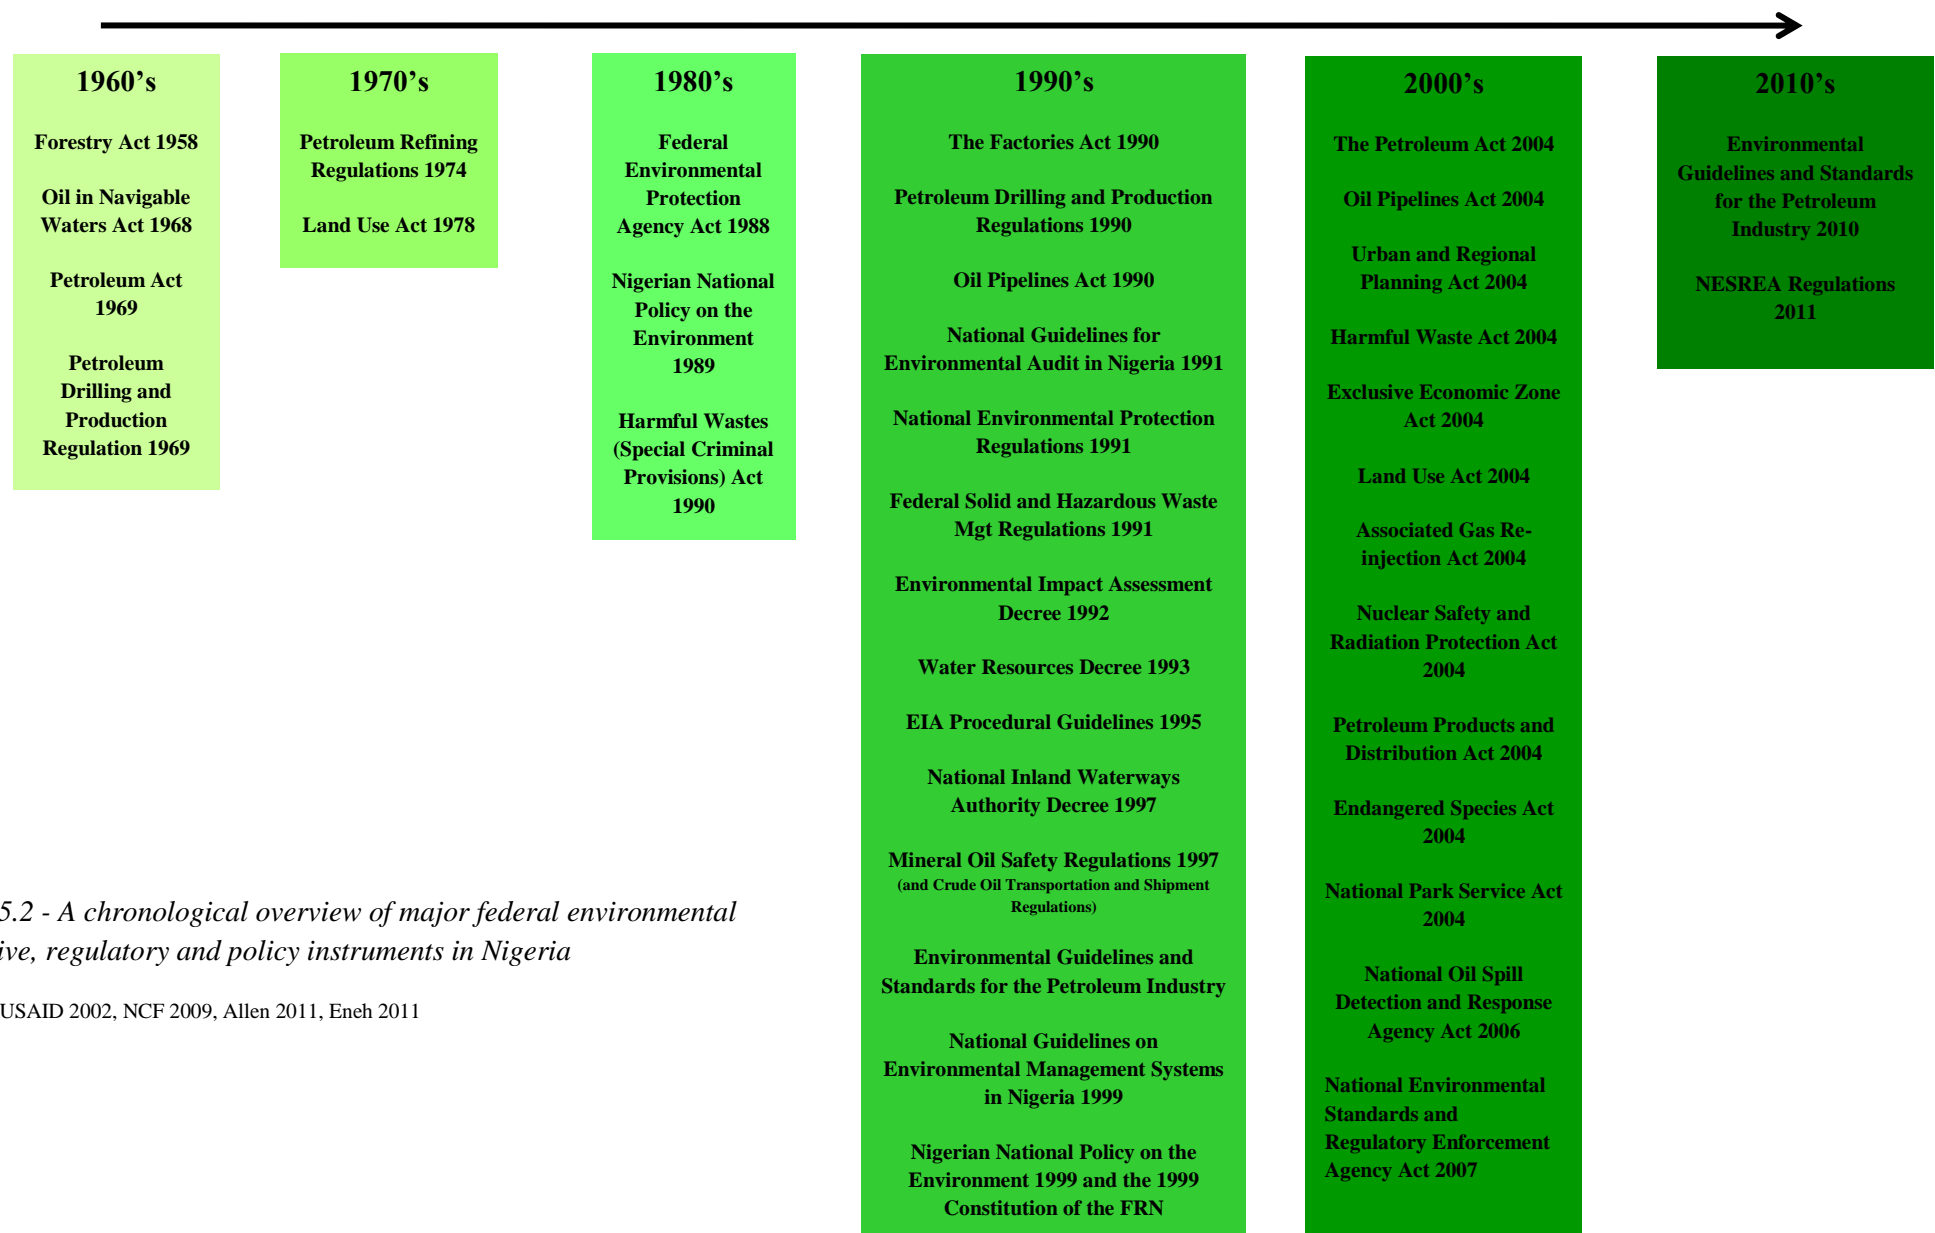 1960’s
Forestry Act 1958
Oil in Navigable
Waters Act 1968
Petroleum Act
1969
Petroleum
Drilling and
Production
Regulation 1969
1970’s
Petroleum Refining
Regulations 1974
Land Use Act 1978
1980’s
Federal
Environmental
Protection
Agency Act 1988
Nigerian National
Policy on the
Environment
1989
Harmful Wastes
(Special Criminal
Provisions) Act
1990
1990’s
The Factories Act 1990
Petroleum Drilling and Production
Regulations 1990
Oil Pipelines Act 1990
National Guidelines for
Environmental Audit in Nigeria 1991
National Environmental Protection
Regulations 1991
Federal Solid and Hazardous Waste
Mgt Regulations 1991
Environmental Impact Assessment
Decree 1992
Water Resources Decree 1993
EIA Procedural Guidelines 1995
National Inland Waterways
Authority Decree 1997
Mineral Oil Safety Regulations 1997
(and Crude Oil Transportation and Shipment
Regulations)
Environmental Guidelines and
Standards for the Petroleum Industry
National Guidelines on
Environmental Management Systems
in Nigeria 1999
Nigerian National Policy on the
Environment 1999 and the 1999
Constitution of the FRN
2000’s
The Petroleum Act 2004
Oil Pipelines Act 2004
Urban and Regional
Planning Act 2004
Harmful Waste Act 2004
Exclusive Economic Zone
Act 2004
Land Use Act 2004
Associated Gas Re-
injection Act 2004
Nuclear Safety and
Radiation Protection Act
2004
Petroleum Products and
Distribution Act 2004
Endangered Species Act
2004
National Park Service Act
2004
National Oil Spill
Detection and Response
Agency Act 2006
National Environmental
Standards and
Regulatory Enforcement
Agency Act 2007
2010’s
Environmental
Guidelines and Standards
for the Petroleum
Industry 2010
NESREA Regulations
2011
5.2 - A chronological overview of major federal environmental
ive, regulatory and policy instruments in Nigeria
USAID 2002, NCF 2009, Allen 2011, Eneh 2011